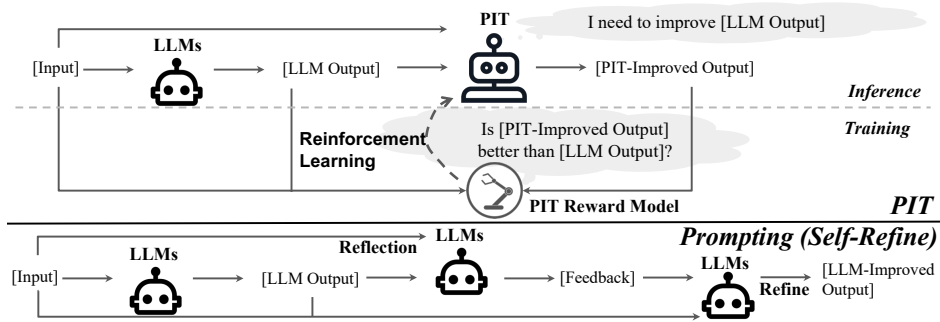 PIT
I need to improve [LLM Output]
LLMs
[Input]
[LLM Output]
[PIT-Improved Output]
Inference
Training
Reinforcement
Learning
Is [PIT-Improved Output]
better than [LLM Output]?
PIT Reward Model
PIT
Prompting (Self-Refine)
Reflection
LLMs
LLMs
LLMs
[Input]
[LLM Output]
[Feedback]
Refine
[LLM-Improved
Output]